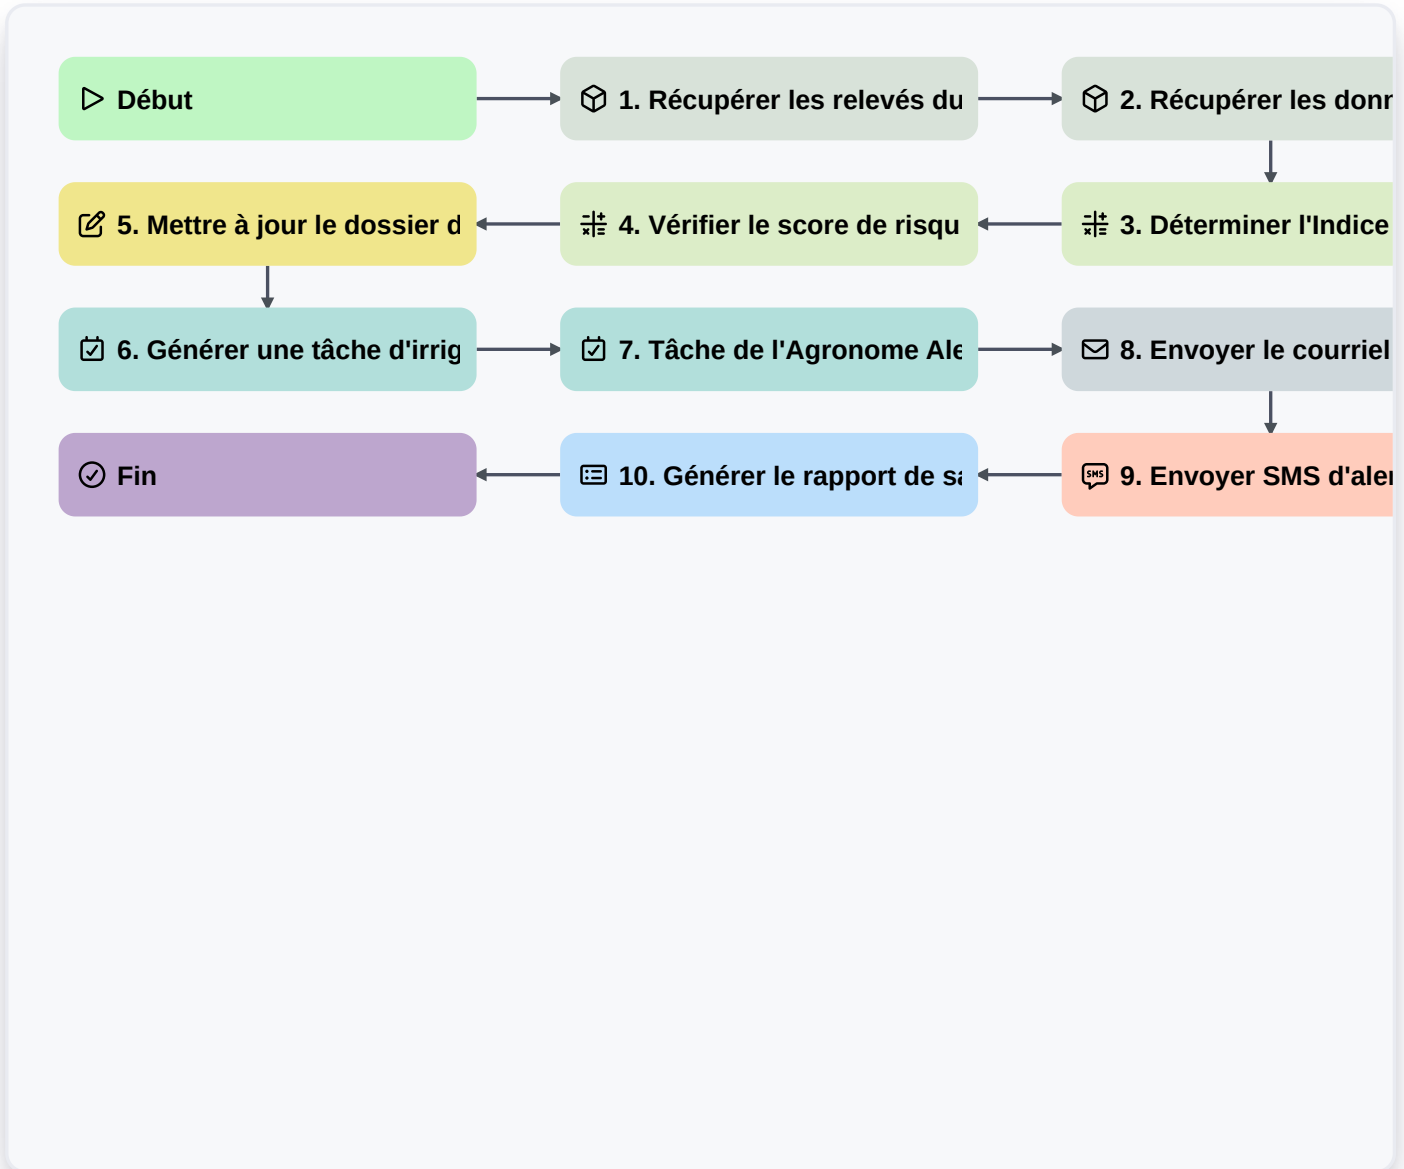 Début
1. Récupérer les relevés du
2. Récupérer les donn
5. Mettre à jour le dossier d
4. Vérifier le score de risqu
3. Déterminer l'Indice
6. Générer une tâche d'irrig
7. Tâche de l'Agronome Ale
8. Envoyer le courriel
Fin
10. Générer le rapport de sa
9. Envoyer SMS d'aler